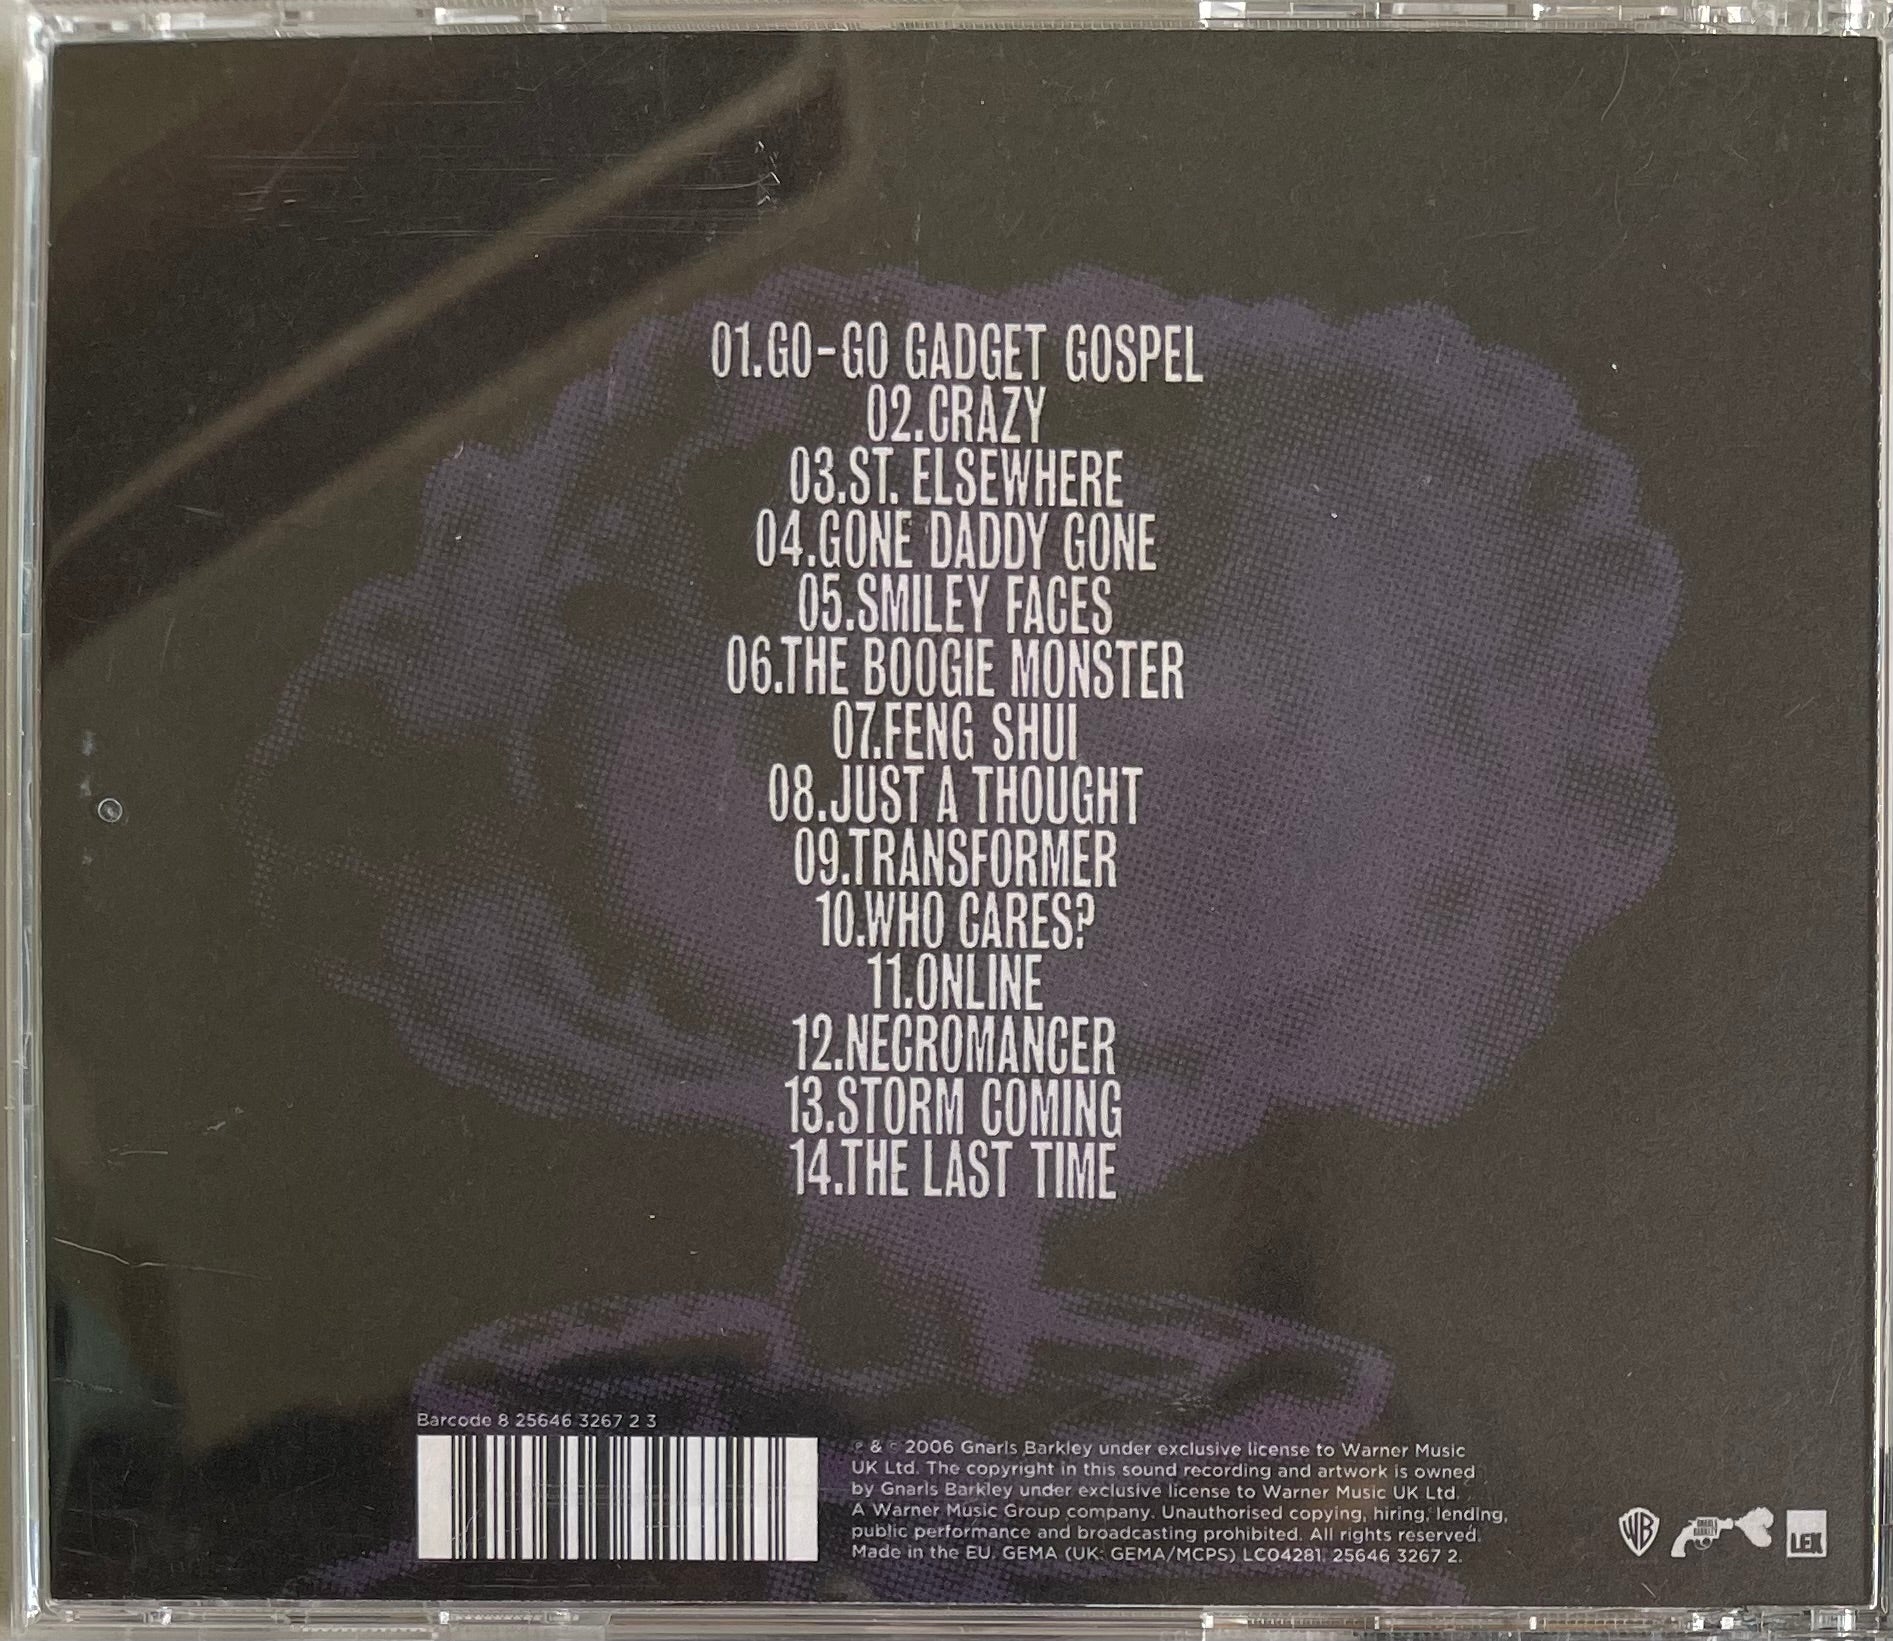 01.GO-GO GADGET GOSPEL
02.CRAZY
03.ST. ELSEWHERE
04.GONE DADDY GONE
05.SMILEY FACES
06.THE BOOGIE MONSTER
07.FENG SHUI
08.JUST A THOUGHT
09.TRANSFORMER
10.WHO CARES?
11.ONLINE
12.NECROMANCER
13.STORM COMING
14.THE LAST TIME
Barcode 8 25646 3267 2 3
℗ & © 2006 Gnarls Barkley under exclusive license to Warner Music
UK Ltd. The copyright in this sound recording and artwork is owned
by Gnarls Barkley under exclusive license to Warner Music UK Ltd.
A Warner Music Group company. Unauthorised copying, hiring, lending,
public performance and broadcasting prohibited. All rights reserved.
Made in the EU. GEMA (UK: GEMA/MCPS) LC04281. 25646 3267 2.
WB
GNARLS
BARKLEY
LEX